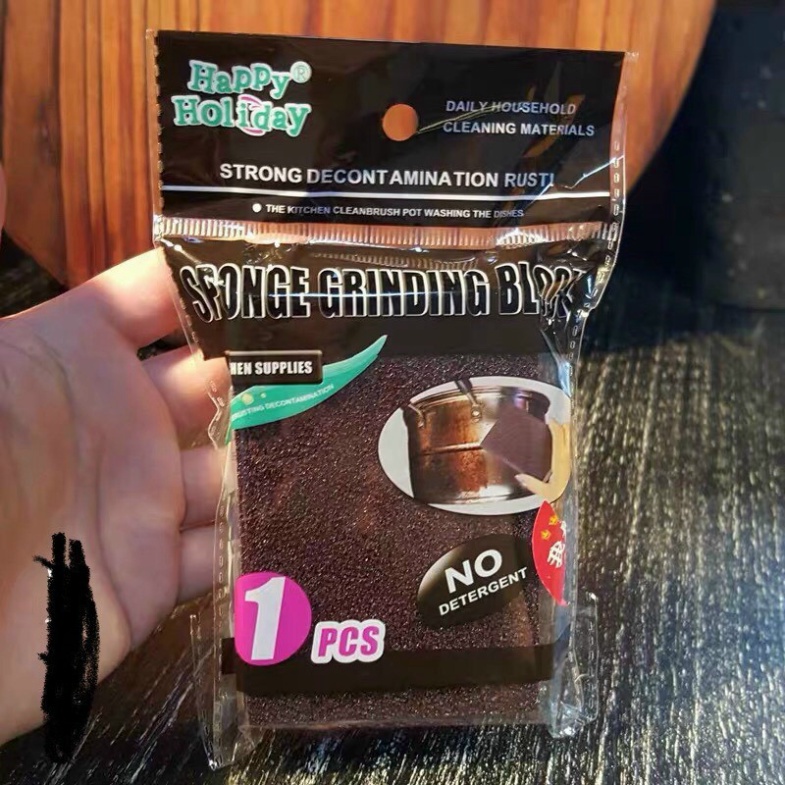 Happy®
Holiday
DAILY HOUSEHOLD
CLEANING MATERIALS
STRONG DECONTAMINATION RUST!
THE KITCHEN CLEANBRUSH POT WASHING THE DISHES
SPONGE GRINDING
HEN SUPPLIES
DECONTAMINATION
NO
DETERGENT
1 PCS